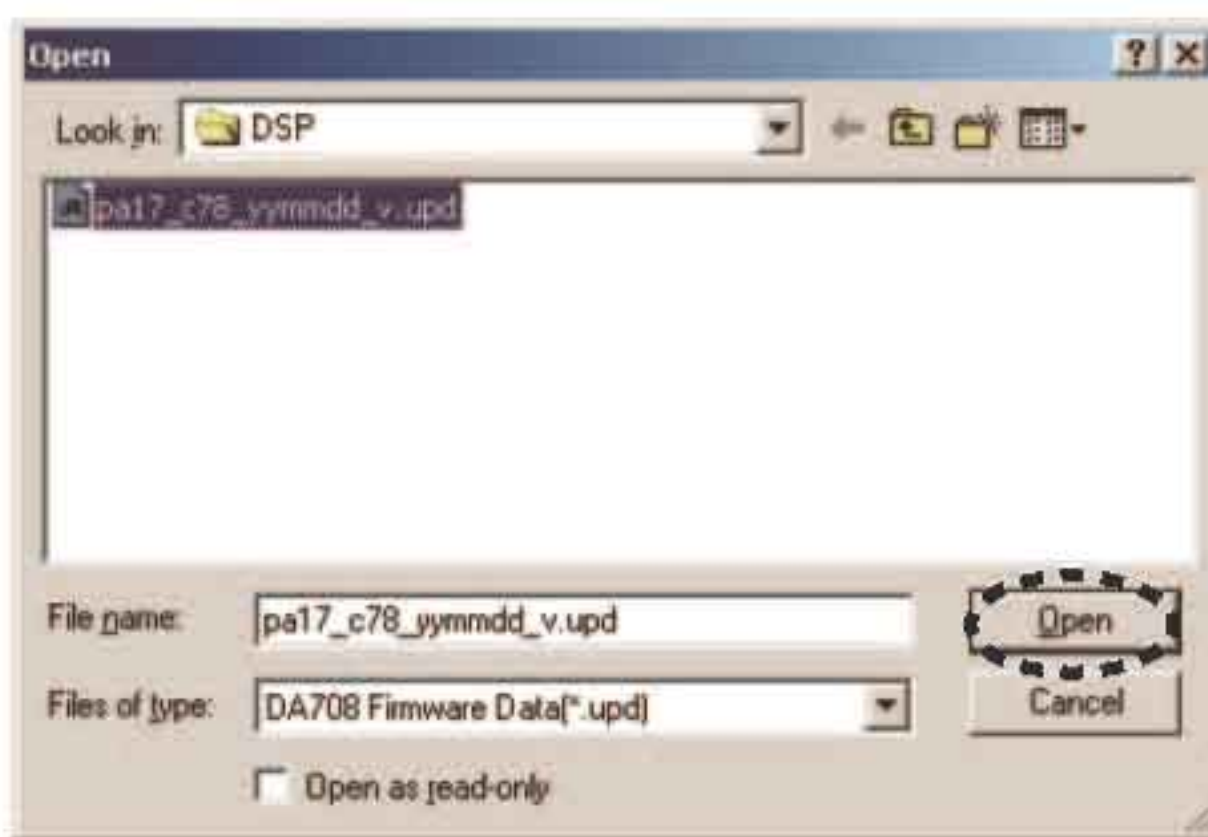 Open
Look in: DSP
pa17_c78_yymmdd_v.upd
File name: pa17_c78_yymmdd_v.upd Open
Files of type: DA708 Firmware Data(*.upd) Cancel
Open as read-only